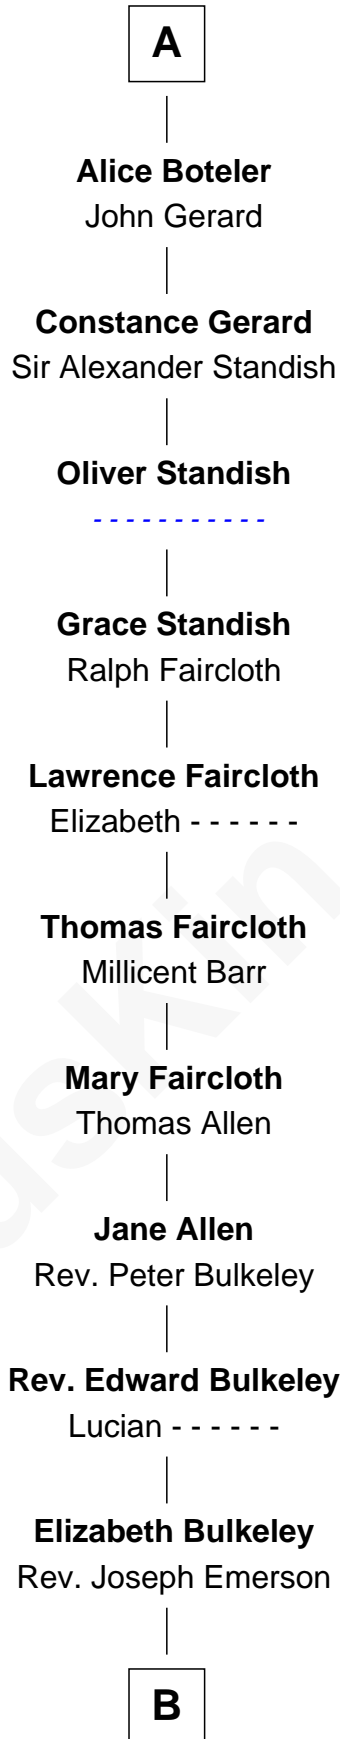 A
Alice Boteler
John Gerard
Constance Gerard
Sir Alexander Standish
Oliver Standish
- - - - - - - - - - -
Grace Standish
Ralph Faircloth
Lawrence Faircloth
Elizabeth - - - - - -
Thomas Faircloth
Millicent Barr
Mary Faircloth
Thomas Allen
Jane Allen
Rev. Peter Bulkeley
Rev. Edward Bulkeley
Lucian - - - - - -
Elizabeth Bulkeley
Rev. Joseph Emerson
B